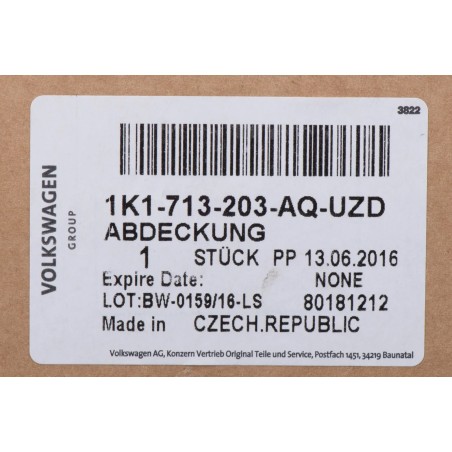 3822
VOLKSWAGEN
GROUP
1K1-713-203-AQ-UZD
ABDECKUNG
1 STÜCK PP 13.06.2016
Expire Date: NONE
LOT:BW-0159/16-LS 80181212
Made in CZECH.REPUBLIC
Volkswagen AG, Konzern Vertrieb Original Teile und Service, Postfach 1451, 34219 Baunatal